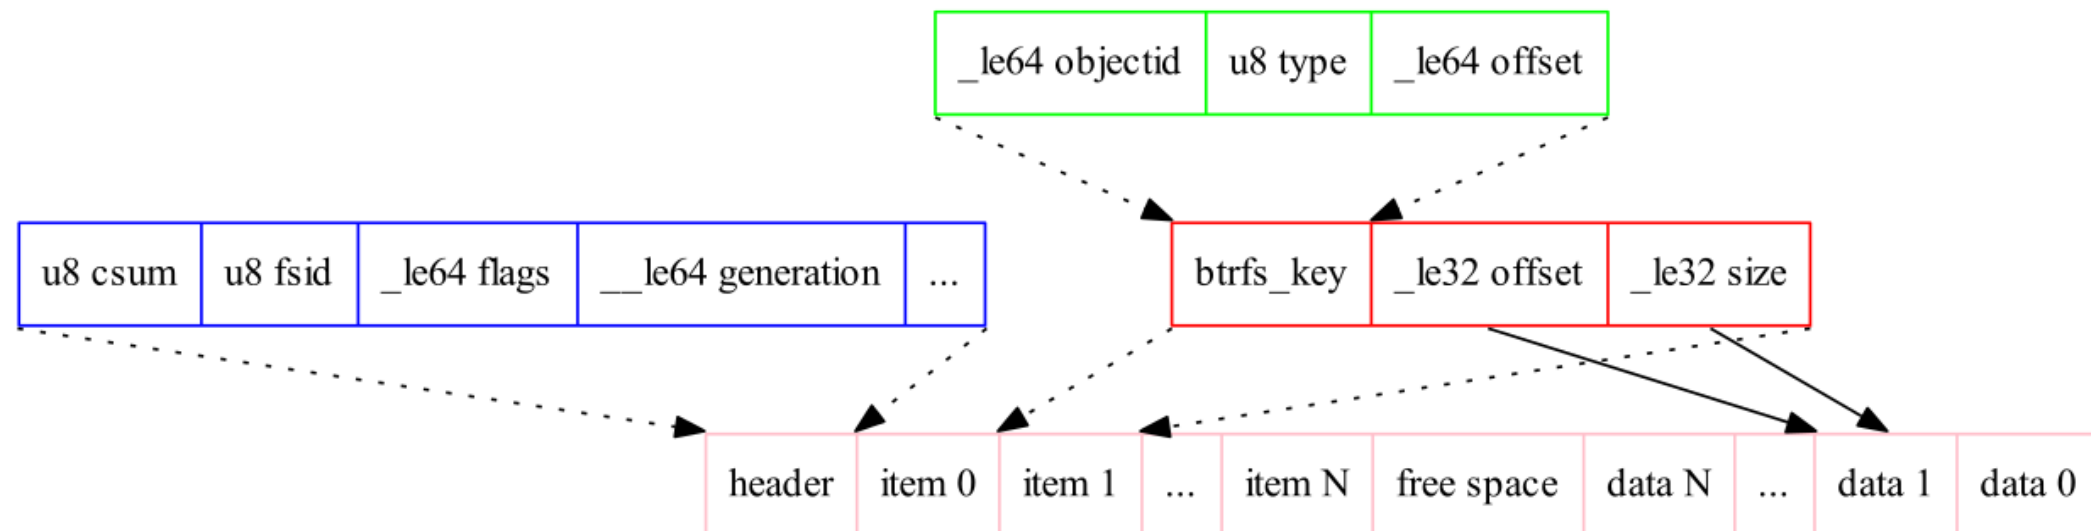 _le64 objectid u8 type _le64 offset
u8 csum u8 fsid _le64 flags __le64 generation ... btrfs_key _le32 offset _le32 size
header item 0 item 1 ... item N free space data N ... data 1 data 0